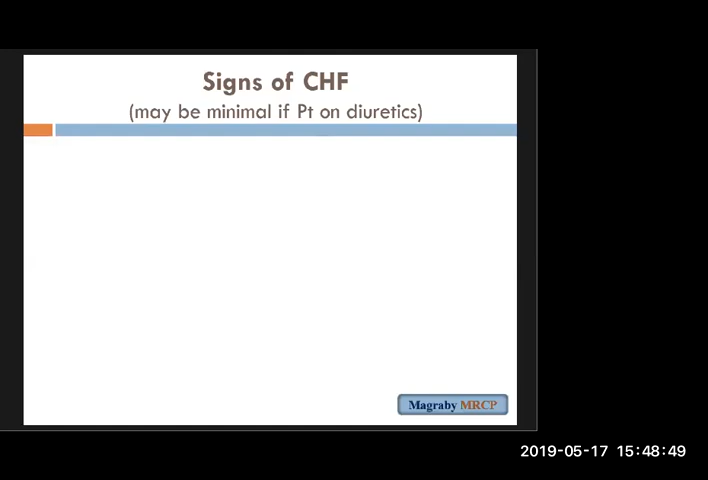 Signs of CHF
(may be minimal if Pt on diuretics)
Magraby MRCP
2019-05-17 15:48:49